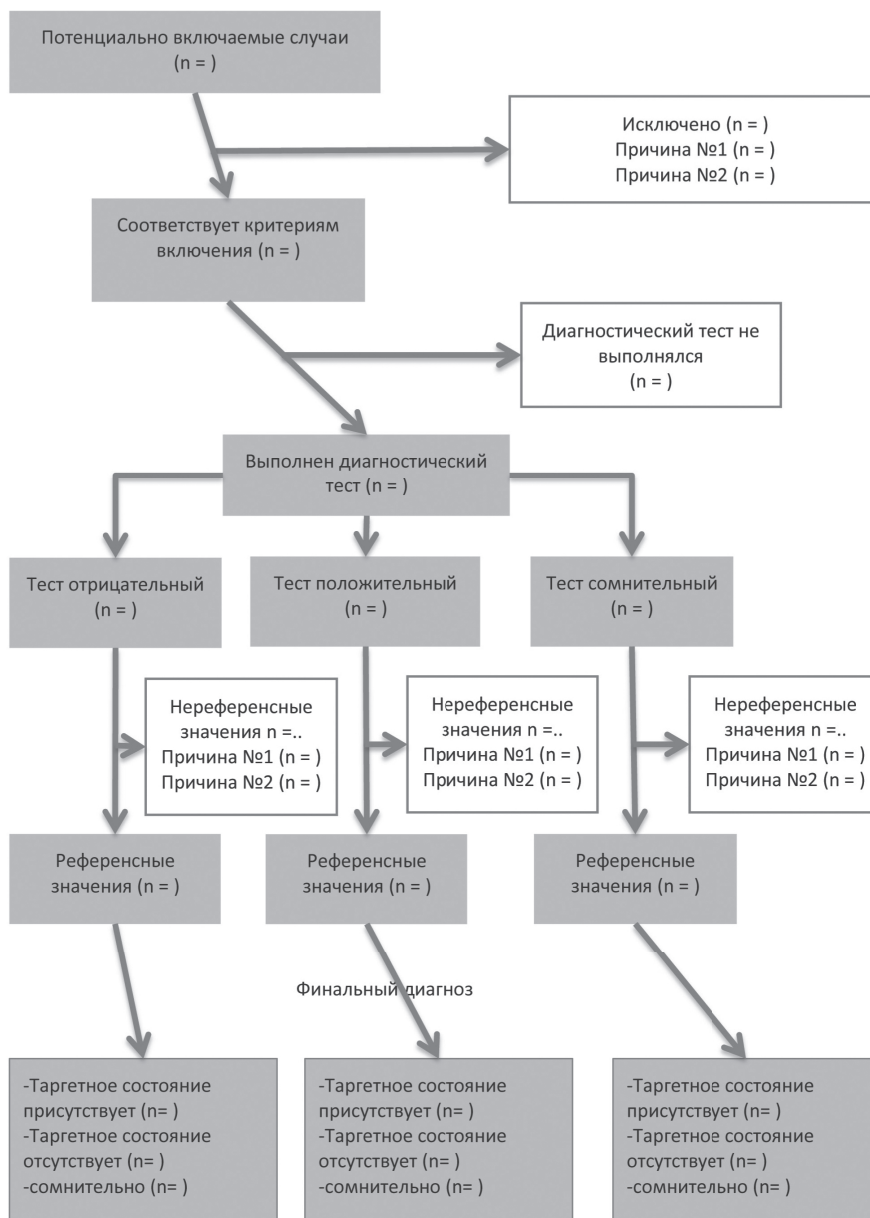 Потенциально включаемые случаи
(n = )
Исключено (n = )
Причина №1 (n = )
Причина №2 (n = )
Соответствует критериям
включения (n = )
Диагностический тест не
выполнялся
(n = )
Выполнен диагностический
тест (n = )
Тест отрицательный
(n = )
Тест положительный
(n = )
Тест сомнительный
(n = )
Нереференсные
значения n =..
Причина №1 (n = )
Причина №2 (n = )
Нереференсные
значения n =..
Причина №1 (n = )
Причина №2 (n = )
Нереференсные
значения n =..
Причина №1 (n = )
Причина №2 (n = )
Референсные
значения (n = )
Референсные
значения (n = )
Референсные
значения (n = )
Финальный диагноз
-Таргетное состояние
присутствует (n= )
-Таргетное состояние
отсутствует (n= )
-сомнительно (n= )
-Таргетное состояние
присутствует (n= )
-Таргетное состояние
отсутствует (n= )
-сомнительно (n= )
-Таргетное состояние
присутствует (n= )
-Таргетное состояние
отсутствует (n= )
-сомнительно (n= )